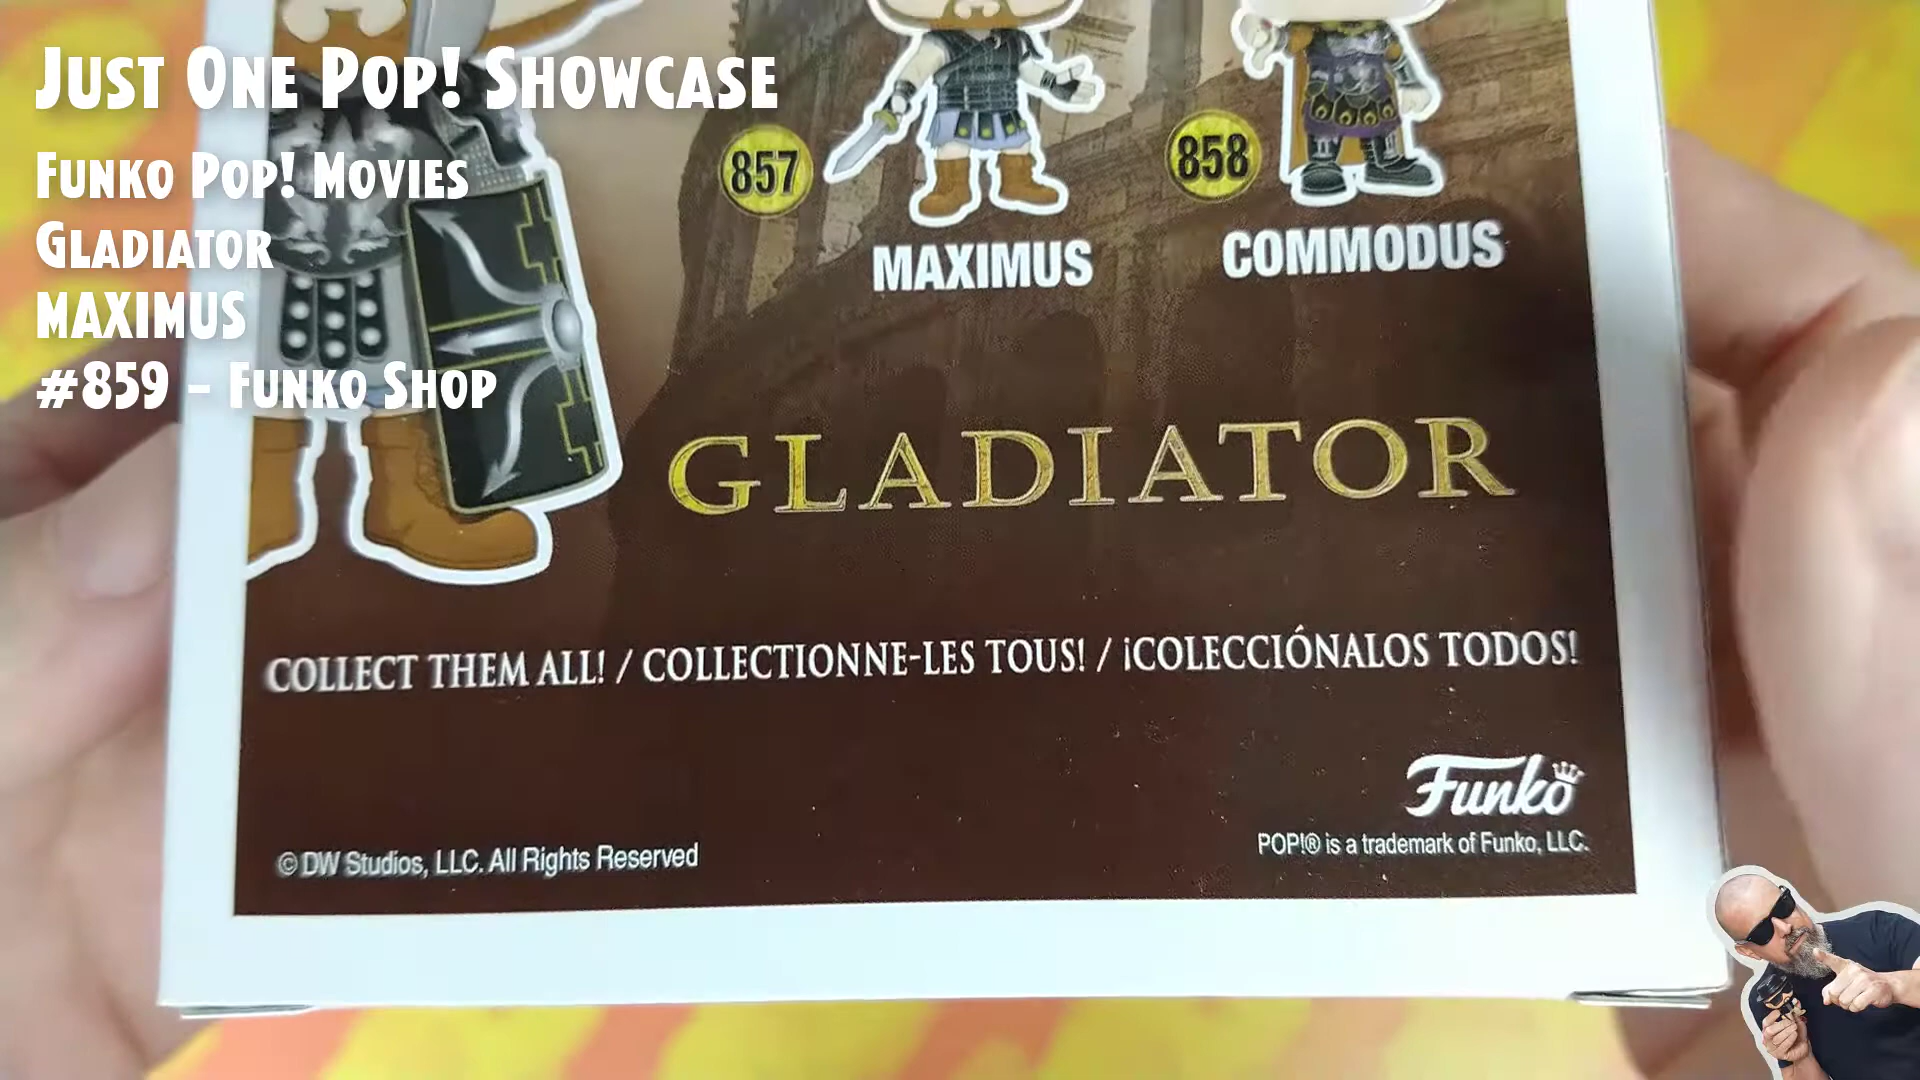 Just One Pop! Showcase
Funko Pop! Movies
Gladiator
MAXIMUS
#859 - Funko Shop
857
MAXIMUS
858
COMMODUS
GLADIATOR
COLLECT THEM ALL! / COLLECTIONNE-LES TOUS! / ¡COLECCIÓNALOS TODOS!
Funko
© DW Studios, LLC. All Rights Reserved
POP!® is a trademark of Funko, LLC.